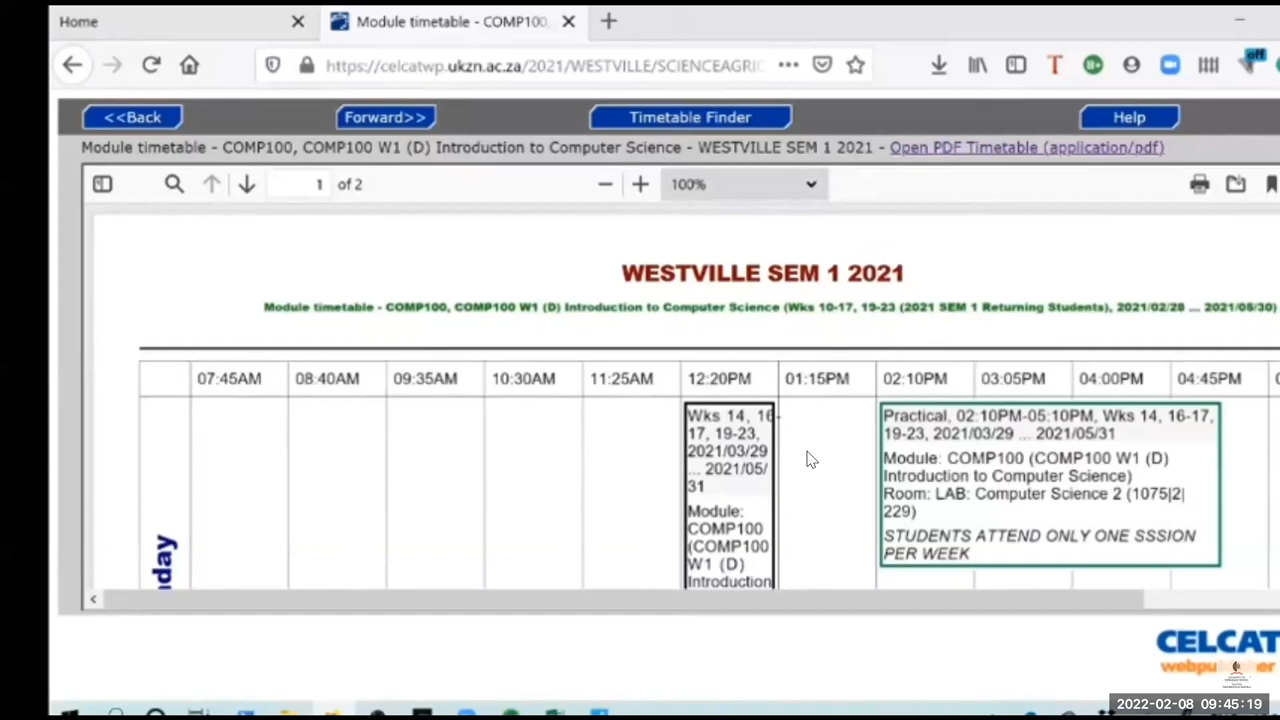 Home
Module timetable - COMP100,
https://celcatwp.ukzn.ac.za/2021/WESTVILLE/SCIENCEAGRIC
off
<<Back
Forward>>
Timetable Finder
Help
Module timetable - COMP100, COMP100 W1 (D) Introduction to Computer Science - WESTVILLE SEM 1 2021 - Open PDF Timetable (application/pdf)
1 of 2
100%
WESTVILLE SEM 1 2021
Module timetable - COMP100, COMP100 W1 (D) Introduction to Computer Science (Wks 10-17, 19-23 (2021 SEM 1 Returning Students), 2021/02/28 ... 2021/05/30)
07:45AM 08:40AM 09:35AM 10:30AM 11:25AM 12:20PM 01:15PM 02:10PM 03:05PM 04:00PM 04:45PM
Wks 14, 16-
17, 19-23,
2021/03/29
... 2021/05/
31
Module:
COMP100
(COMP100
W1 (D)
Introduction
Practical, 02:10PM-05:10PM, Wks 14, 16-17,
19-23, 2021/03/29 ... 2021/05/31
Module: COMP100 (COMP100 W1 (D)
Introduction to Computer Science)
Room: LAB: Computer Science 2 (1075|2|
229)
STUDENTS ATTEND ONLY ONE SSSION
PER WEEK
nday
CELCAT
2022-02-08 09:45:19